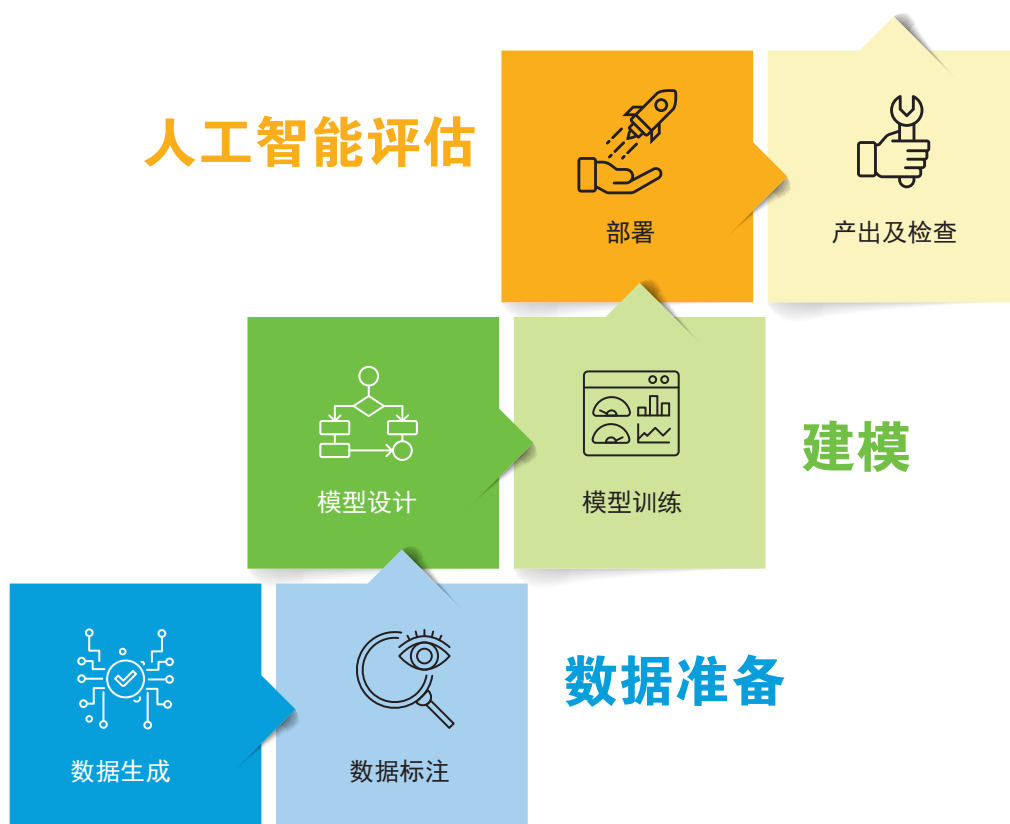 人工智能评估
部署
产出及检查
模型设计
模型训练
建模
数据准备
数据生成
数据标注